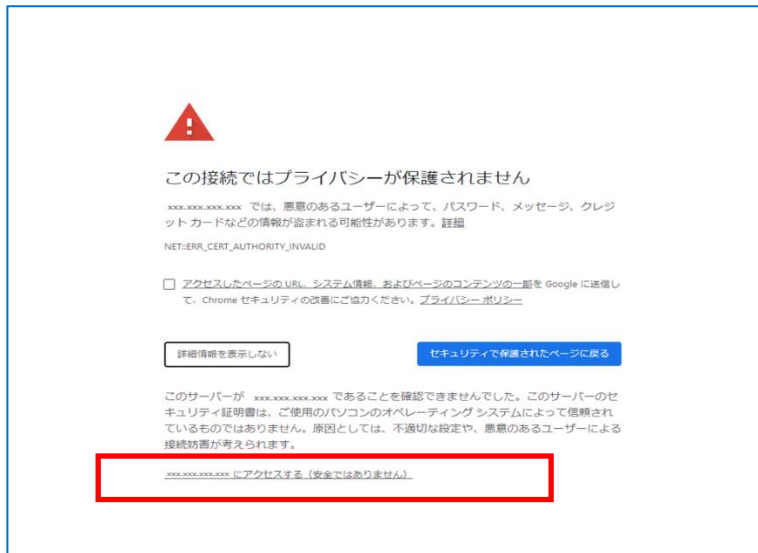 この接続ではプライバシーが保護されません
xxx.xxx.xxx.xxx では、悪意のあるユーザーによって、パスワード、メッセージ、クレジ
ット カードなどの情報が盗まれる可能性があります。詳細
NET::ERR_CERT_AUTHORITY_INVALID
アクセスしたページの URL、システム情報、およびページのコンテンツの一部を Google に送信し
て、Chrome セキュリティの改善にご協力ください。プライバシー ポリシー
詳細情報を表示しない
セキュリティで保護されたページに戻る
このサーバーが xxx.xxx.xxx.xxx であることを確認できませんでした。このサーバーのセ
キュリティ証明書は、ご使用のパソコンのオペレーティング システムによって信頼され
ているものではありません。原因としては、不適切な設定や、悪意のあるユーザーによる
接続妨害が考えられます。
xxx.xxx.xxx.xxx にアクセスする（安全ではありません）